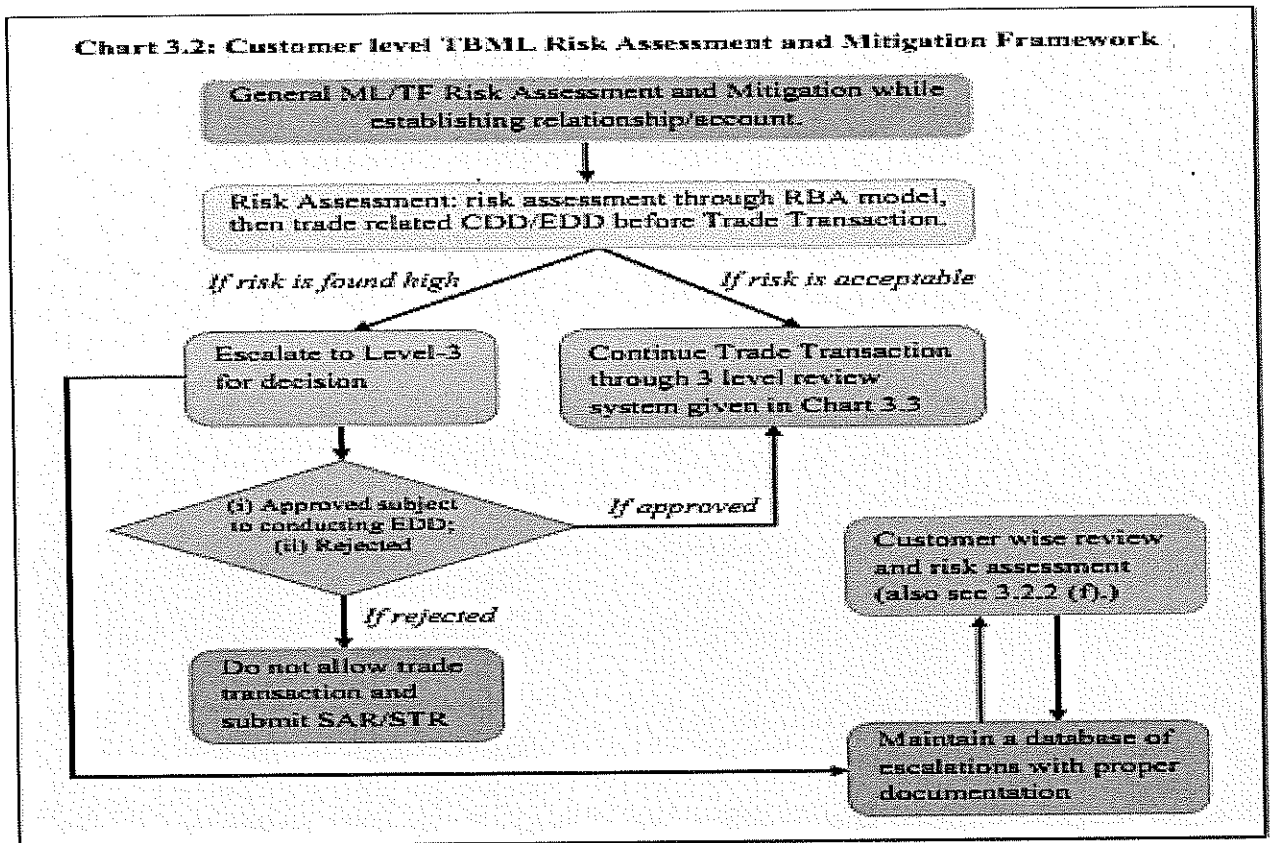 Chart 3.2: Customer level TBML Risk Assessment and Mitigation Framework
General ML/TF Risk Assessment and Mitigation while
establishing relationship/account.
Risk Assessment: risk assessment through RBA model,
then trade related CDD/EDD before Trade Transaction.
If risk is found high
If risk is acceptable
Escalate to Level-3
for decision
Continue Trade Transaction
through 3 level review
system given in Chart 3.3
(i) Approved subject
to conducting EDD;
(ii) Rejected
If approved
Customer wise review
and risk assessment
(also see 3.2.2 (f).)
If rejected
Do not allow trade
transaction and
submit SAR/STR
Maintain a database of
escalations with proper
documentation